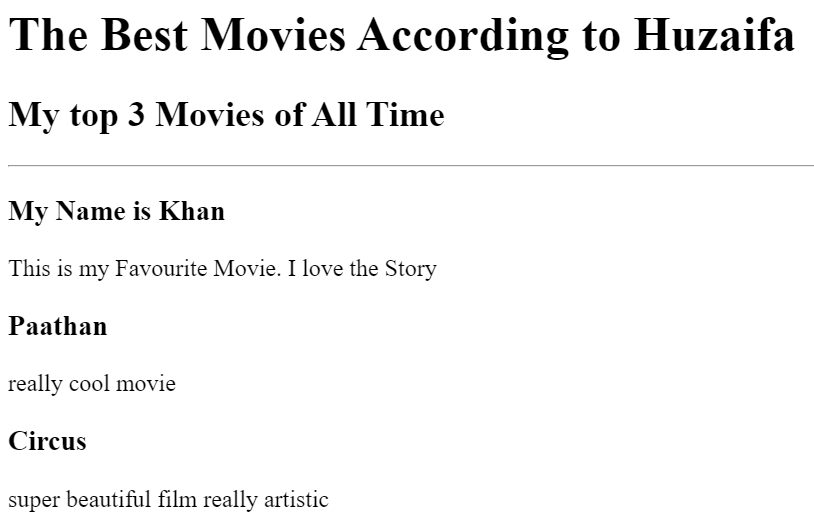 The Best Movies According to Huzaifa
My top 3 Movies of All Time
My Name is Khan
This is my Favourite Movie. I love the Story
Paathan
really cool movie
Circus
super beautiful film really artistic